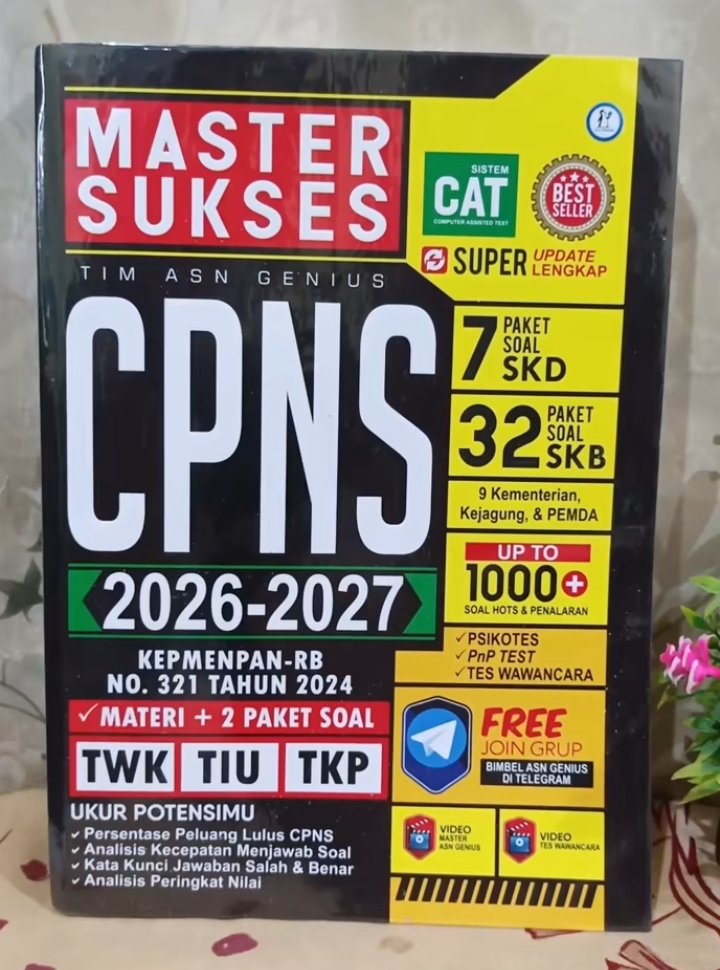 MASTER
SUKSES
TIM ASN GENIUS
CPNS
2026-2027
KEPMENPAN-RB
NO. 321 TAHUN 2024
✓MATERI + 2 PAKET SOAL
TWK TIU TKP
UKUR POTENSIMU
✓ Persentase Peluang Lulus CPNS
✓ Analisis Kecepatan Menjawab Soal
✓ Kata Kunci Jawaban Salah & Benar
✓ Analisis Peringkat Nilai
SISTEM
CAT
COMPUTER ASSISTED TEST
BEST
SELLER
SUPER UPDATE
LENGKAP
7 PAKET
SOAL
SKD
32 PAKET
SOAL
SKB
9 Kementerian,
Kejagung, & PEMDA
UP TO
1000+
SOAL HOTS & PENALARAN
✓PSIKOTES
✓PnP TEST
✓TES WAWANCARA
FREE
JOIN GRUP
BIMBEL ASN GENIUS
DI TELEGRAM
VIDEO
MASTER
ASN GENIUS
VIDEO
TES WAWANCARA